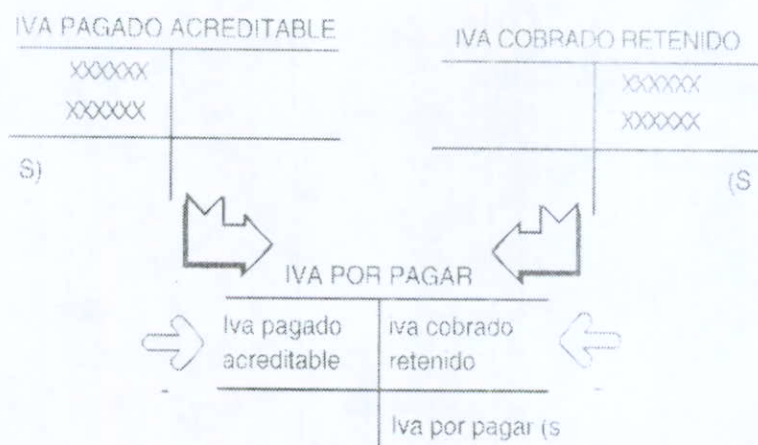 IVA PAGADO ACREDITABLE
IVA COBRADO RETENIDO
XXXXXX
XXXXXX
XXXXXX
XXXXXX
S)
(S
IVA POR PAGAR
Iva pagado
acreditable
iva cobrado
retenido
Iva por pagar (s